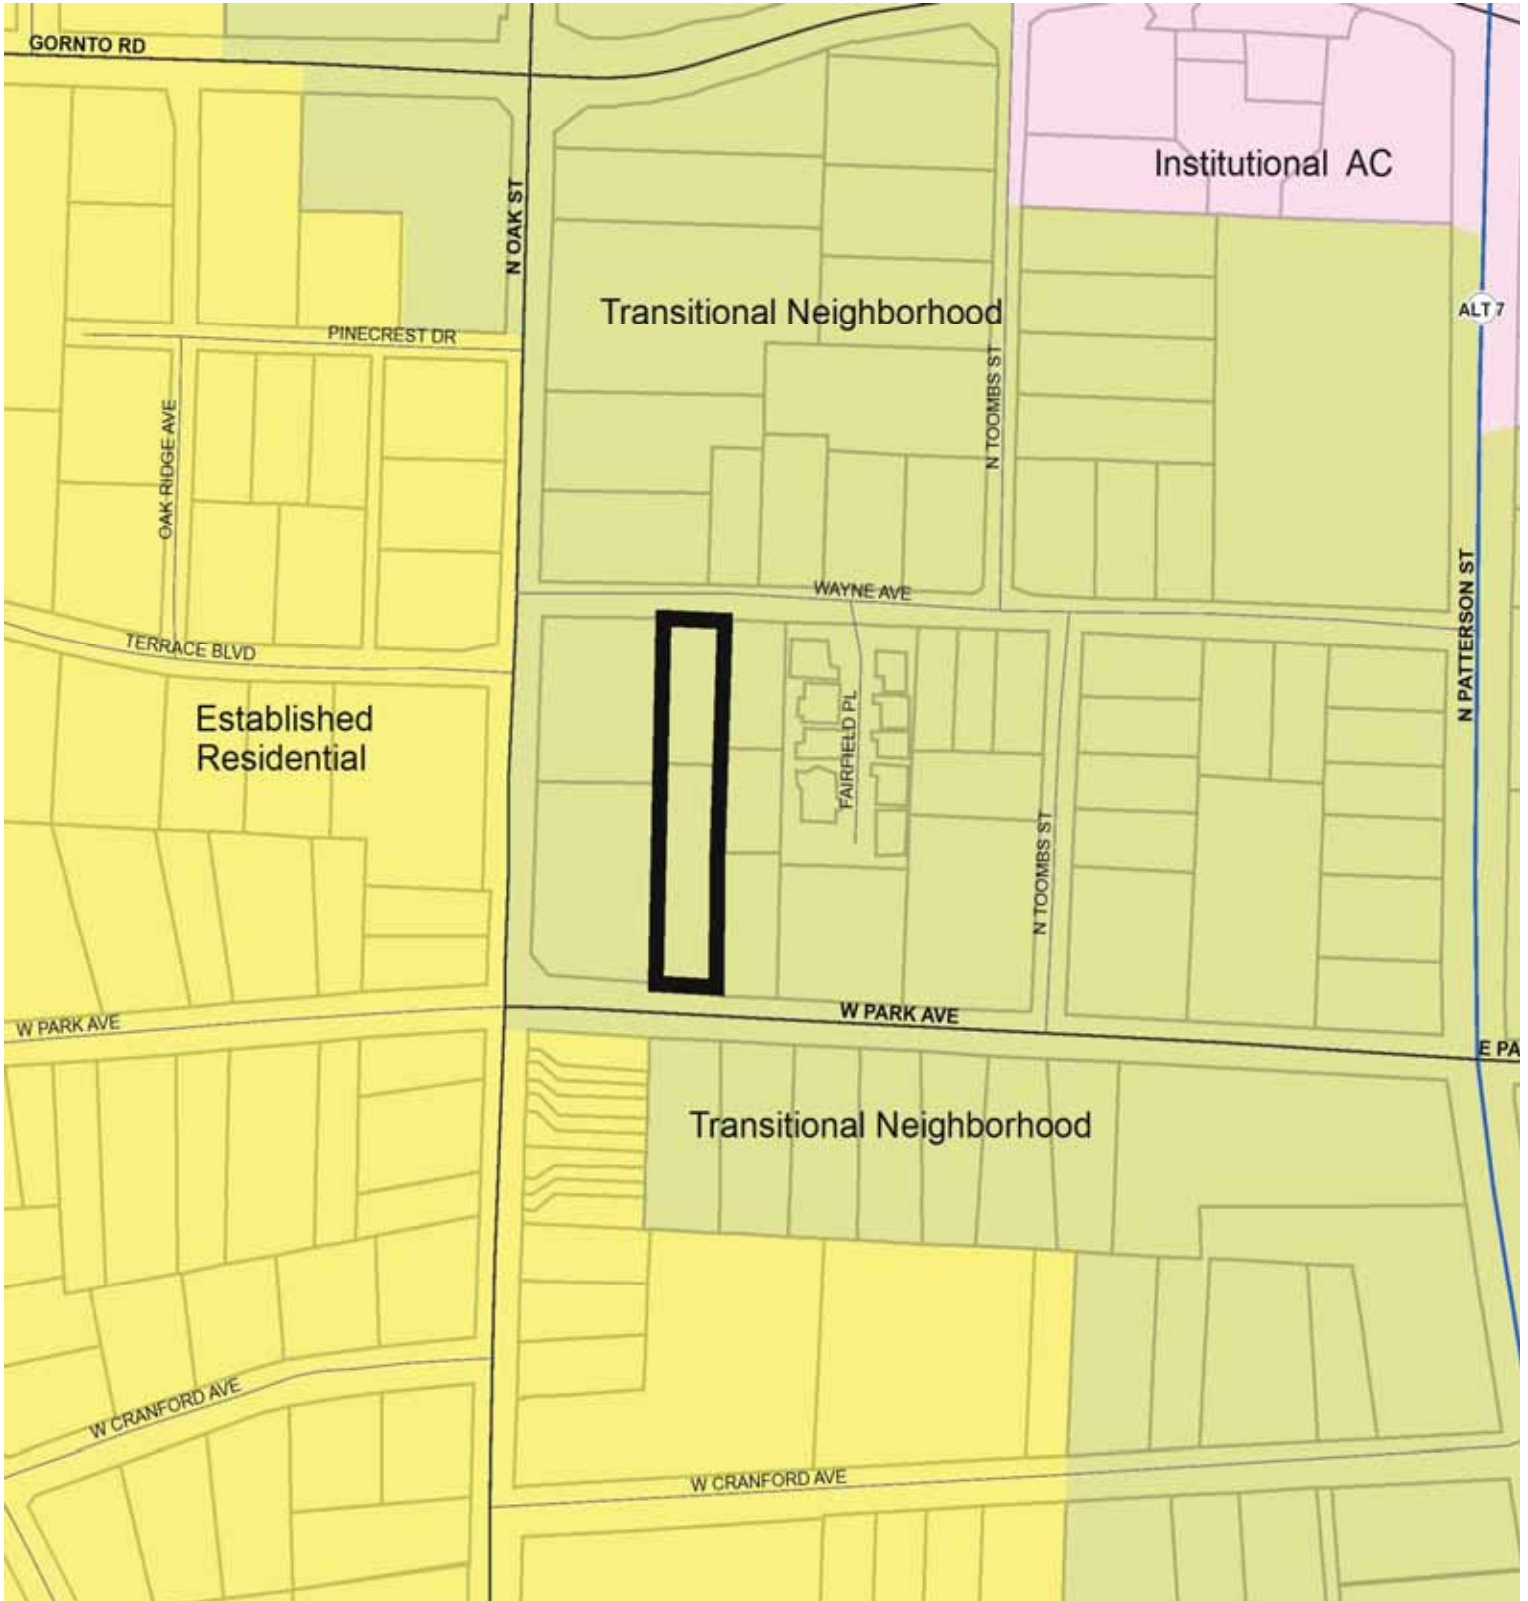 GORNTO RD
Institutional AC
N OAK ST
Transitional Neighborhood
ALT 7
PINECREST DR
N TOOMBS ST
OAK RIDGE AVE
WAYNE AVE
N PATTERSON ST
TERRACE BLVD
Established
Residential
FAIRFIELD PL
N TOOMBS ST
W PARK AVE
W PARK AVE
E PA
Transitional Neighborhood
W CRANFORD AVE
W CRANFORD AVE